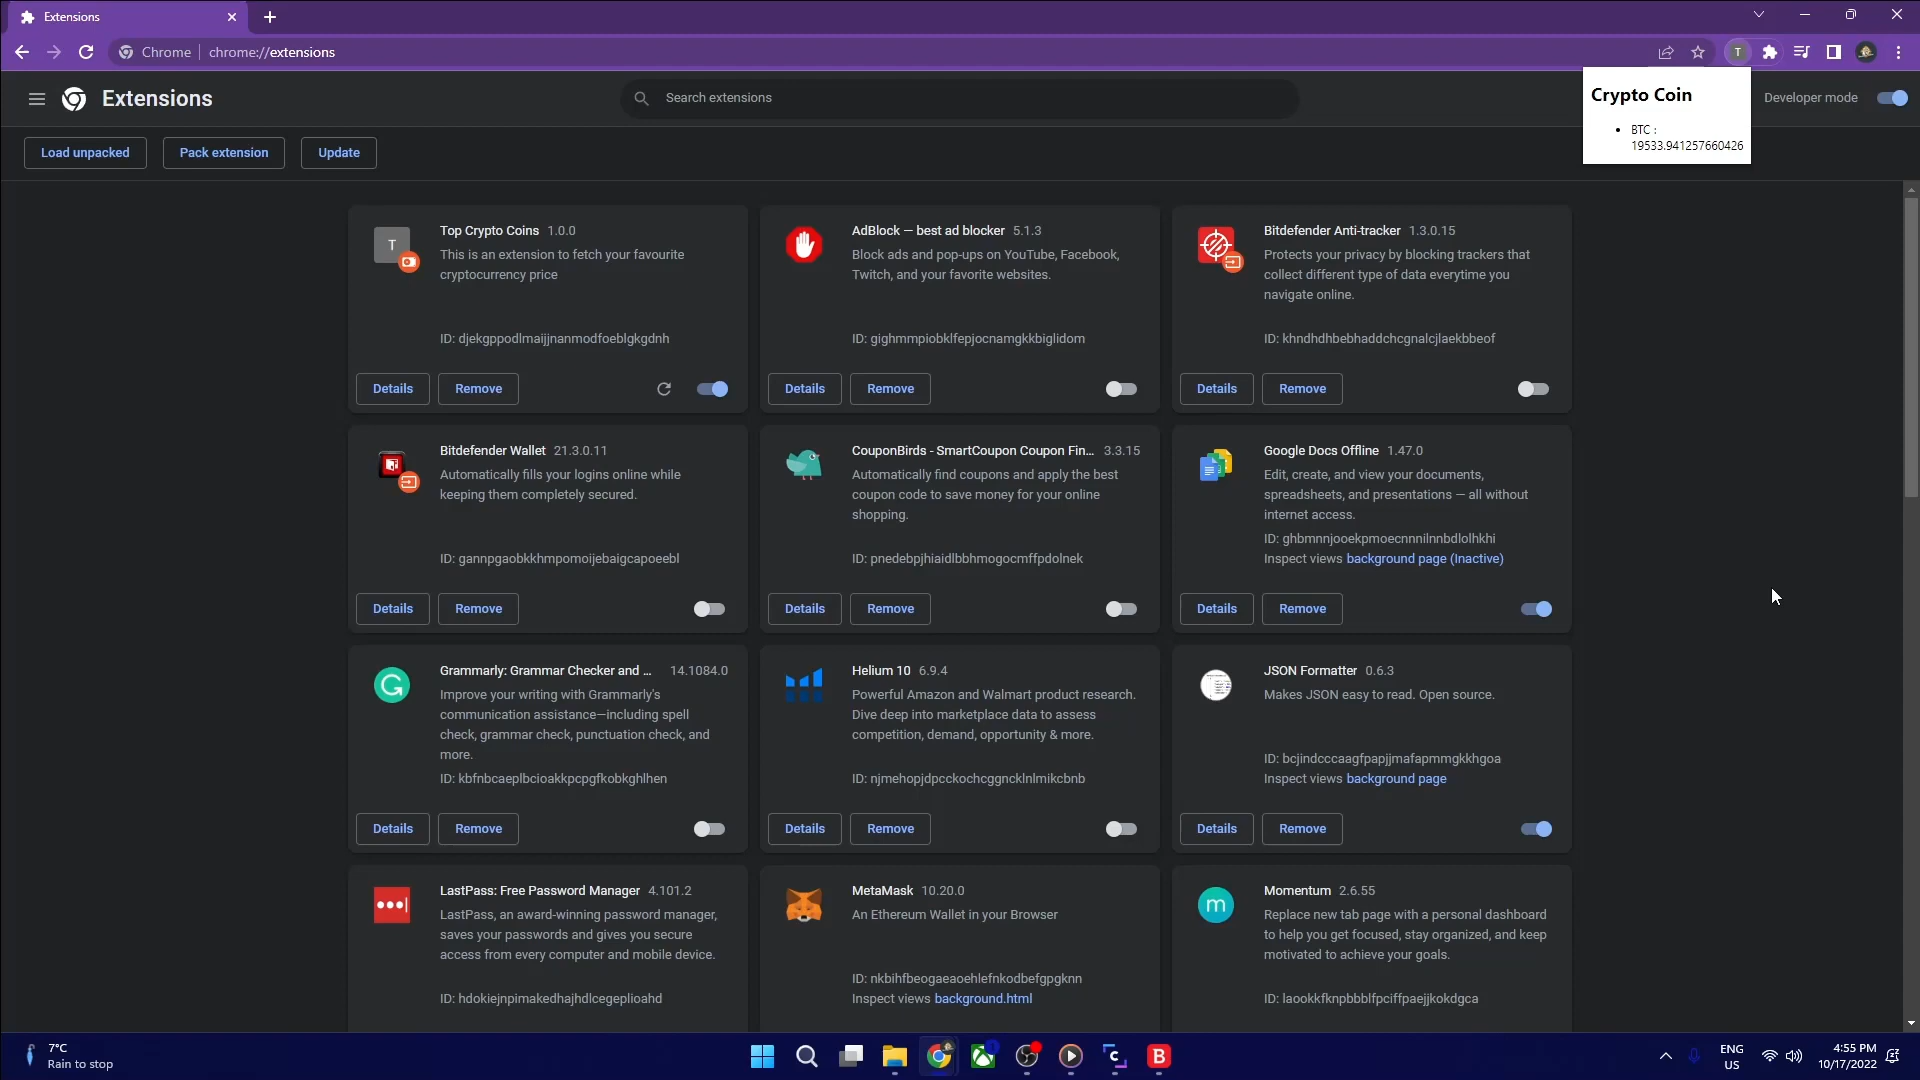 Extensions
Chrome
chrome://extensions
T
Extensions
Search extensions
Developer mode
Crypto Coin
• BTC :
19533.941257660426
Load unpacked
Pack extension
Update
T
Top Crypto Coins 1.0.0
This is an extension to fetch your favourite
cryptocurrency price
ID: djekgppodlmaijjnanmodfoeblgkgdnh
Details
Remove
AdBlock — best ad blocker 5.1.3
Block ads and pop-ups on YouTube, Facebook,
Twitch, and your favorite websites.
ID: gighmmpiobklfepjocnamgkkbiglidom
Details
Remove
Bitdefender Anti-tracker 1.3.0.15
Protects your privacy by blocking trackers that
collect different type of data everytime you
navigate online.
ID: khndhdhbebhaddchcgnalcjlaekbbeof
Details
Remove
Bitdefender Wallet 21.3.0.11
Automatically fills your logins online while
keeping them completely secured.
ID: gannpgaobkkhmpomoijebaigcapoeebl
Details
Remove
CouponBirds - SmartCoupon Coupon Fin... 3.3.15
Automatically find coupons and apply the best
coupon code to save money for your online
shopping.
ID: pnedebpjhiaidlbbhmogocmffpdolnek
Details
Remove
Google Docs Offline 1.47.0
Edit, create, and view your documents,
spreadsheets, and presentations — all without
internet access.
ID: ghbmnnjooekpmoecnnnilnnbdlolhkhi
Inspect views background page (Inactive)
Details
Remove
G
Grammarly: Grammar Checker and ... 14.1084.0
Improve your writing with Grammarly's
communication assistance—including spell
check, grammar check, punctuation check, and
more.
ID: kbfnbcaeplbcioakkpcpgfkobkghlhen
Details
Remove
Helium 10 6.9.4
Powerful Amazon and Walmart product research.
Dive deep into marketplace data to assess
competition, demand, opportunity & more.
ID: njmehopjdpcckochcggncklnlmikcbnb
Details
Remove
JSON Formatter 0.6.3
Makes JSON easy to read. Open source.
ID: bcjindcccaagfpapjjmafapmmgkkhgoa
Inspect views background page
Details
Remove
LastPass: Free Password Manager 4.101.2
LastPass, an award-winning password manager,
saves your passwords and gives you secure
access from every computer and mobile device.
ID: hdokiejnpimakedhajhdlcegeplioahd
MetaMask 10.20.0
An Ethereum Wallet in your Browser
ID: nkbihfbeogaeaoehlefnkodbefgpgknn
Inspect views background.html
m
Momentum 2.6.55
Replace new tab page with a personal dashboard
to help you get focused, stay organized, and keep
motivated to achieve your goals.
ID: laookkfknpbbblfpciffpaejjkokdgca
7°C
Rain to stop
C
B
ENG
US
4:55 PM
10/17/2022